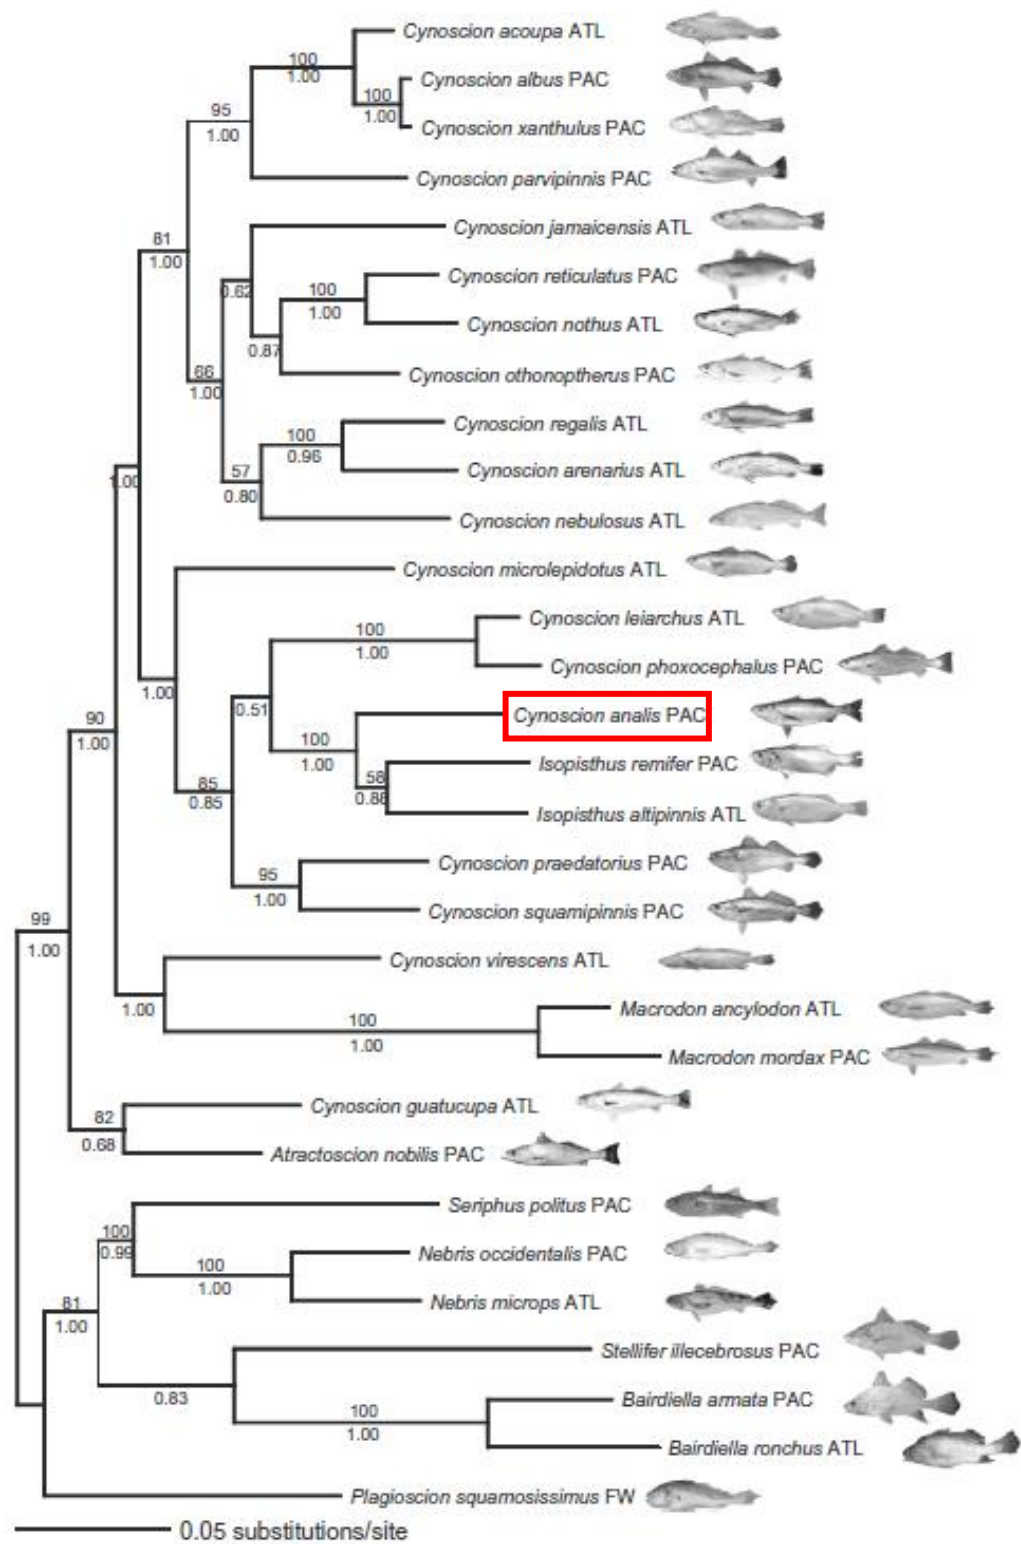 Cynoscion acoupa ATL
100
1.00
Cynoscion albus PAC
100
1.00
Cynoscion xanthulus PAC
95
1.00
Cynoscion parvipinnis PAC
Cynoscion jamaicensis ATL
81
1.00
Cynoscion reticulatus PAC
0.62
100
1.00
Cynoscion nothus ATL
0.87
Cynoscion othonoptherus PAC
66
1.00
Cynoscion regalis ATL
100
0.96
Cynoscion arenarius ATL
57
0.80
1.00
Cynoscion nebulosus ATL
Cynoscion microlepidotus ATL
Cynoscion leiarchus ATL
100
1.00
Cynoscion phoxocephalus PAC
1.00
0.51
Cynoscion analis PAC
90
1.00
100
1.00
Isopisthus remifer PAC
58
0.86
85
0.85
Isopisthus altipinnis ATL
Cynoscion praedatorius PAC
95
1.00
Cynoscion squamipinnis PAC
99
1.00
Cynoscion virescens ATL
1.00
Macrodon ancylodon ATL
100
1.00
Macrodon mordax PAC
Cynoscion guatucupa ATL
82
0.68
Atractoscion nobilis PAC
Seriphus politus PAC
100
0.99
Nebris occidentalis PAC
100
1.00
Nebris microps ATL
81
1.00
Stellifer illecebrosus PAC
0.83
Bairdiella armata PAC
100
1.00
Bairdiella ronchus ATL
Plagioscion squamosissimus FW
0.05 substitutions/site